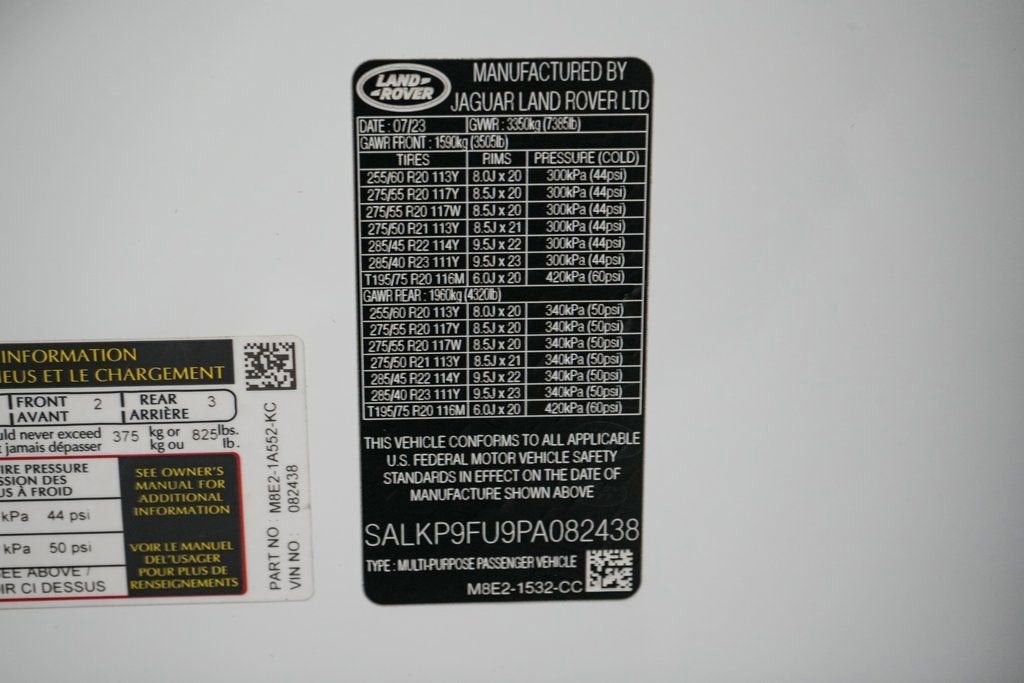 LAND-
-ROVER
MANUFACTURED BY
JAGUAR LAND ROVER LTD
DATE : 07/23 GVWR : 3350kg (7385lb)
GAWR FRONT : 1590kg (3505lb)
TIRES RIMS PRESSURE (COLD)
255/60 R20 113Y 8.0J x 20 300kPa (44psi)
275/55 R20 117Y 8.5J x 20 300kPa (44psi)
275/55 R20 117W 8.5J x 20 300kPa (44psi)
275/50 R21 113Y 8.5J x 21 300kPa (44psi)
285/45 R22 114Y 9.5J x 22 300kPa (44psi)
285/40 R23 111Y 9.5J x 23 300kPa (44psi)
T195/75 R20 116M 6.0J x 20 420kPa (60psi)
GAWR REAR : 1960kg (4320lb)
255/60 R20 113Y 8.0J x 20 340kPa (50psi)
275/55 R20 117Y 8.5J x 20 340kPa (50psi)
275/55 R20 117W 8.5J x 20 340kPa (50psi)
275/50 R21 113Y 8.5J x 21 340kPa (50psi)
285/45 R22 114Y 9.5J x 22 340kPa (50psi)
285/40 R23 111Y 9.5J x 23 340kPa (50psi)
T195/75 R20 116M 6.0J x 20 420kPa (60psi)
THIS VEHICLE CONFORMS TO ALL APPLICABLE
U.S. FEDERAL MOTOR VEHICLE SAFETY
STANDARDS IN EFFECT ON THE DATE OF
MANUFACTURE SHOWN ABOVE
SALKP9FU9PA082438
TYPE : MULTI-PURPOSE PASSENGER VEHICLE
M8E2-1532-CC
INFORMATION
EUS ET LE CHARGEMENT
FRONT 2 REAR 3
AVANT ARRIÈRE
uld never exceed 375 kg or 825 lbs.
t jamais dépasser kg ou lb.
IRE PRESSURE
SSION DES
US À FROID
kPa 44 psi
kPa 50 psi
EE ABOVE /
IR CI DESSUS
SEE OWNER'S
MANUAL FOR
ADDITIONAL
INFORMATION
VOIR LE MANUEL
DE L'USAGER
POUR PLUS DE
RENSEIGNEMENTS
PART NO : M8E2-1A552-KC
VIN NO : 082438